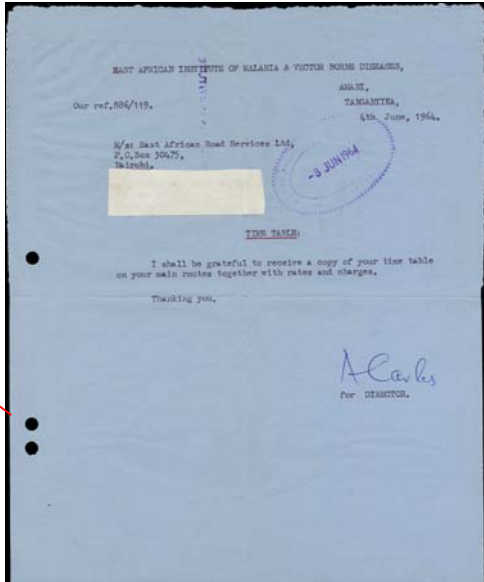 EAST AFRICAN INSTITUTE OF MALARIA & VECTOR BORNE DISEASES,
AMANI,
Our ref.886/119. TANGANYIKA,
4th. June, 1964.
M/s: East African Road Services Ltd,
P.O.Box 30475,
Nairobi.
-8 JUN 1964
TIME TABLE:
I shall be grateful to receive a copy of your time table
on your main routes together with rates and charges.
Thanking you,
for DIRECTOR.